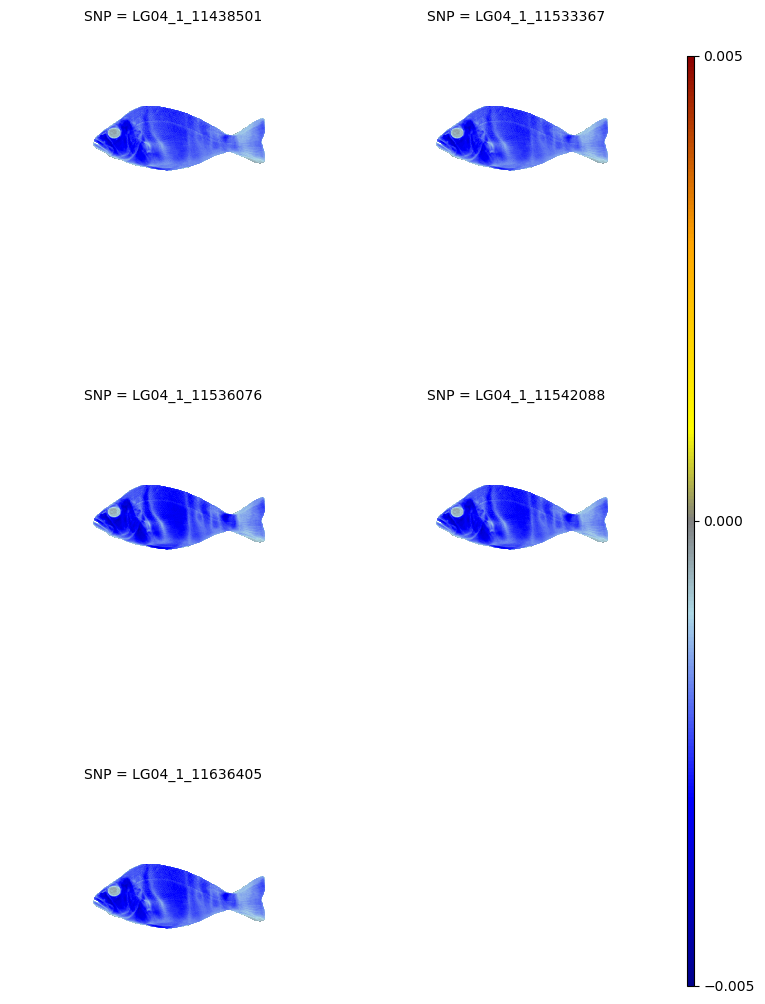 SNP = LG04_1_11438501
SNP = LG04_1_11533367
0.005
SNP = LG04_1_11536076
SNP = LG04_1_11542088
0.000
SNP = LG04_1_11636405
−0.005